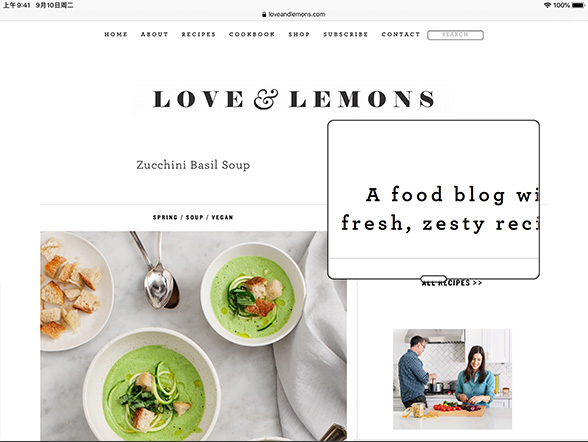 上午9:41 9月10日周二 100%
loveandlemons.com
HOME ABOUT RECIPES COOKBOOK SHOP SUBSCRIBE CONTACT SEARCH
LOVE & LEMONS
Zucchini Basil Soup
A food blog wi
fresh, zesty reci
SPRING / SOUP / VEGAN
ALL RECIPES >>